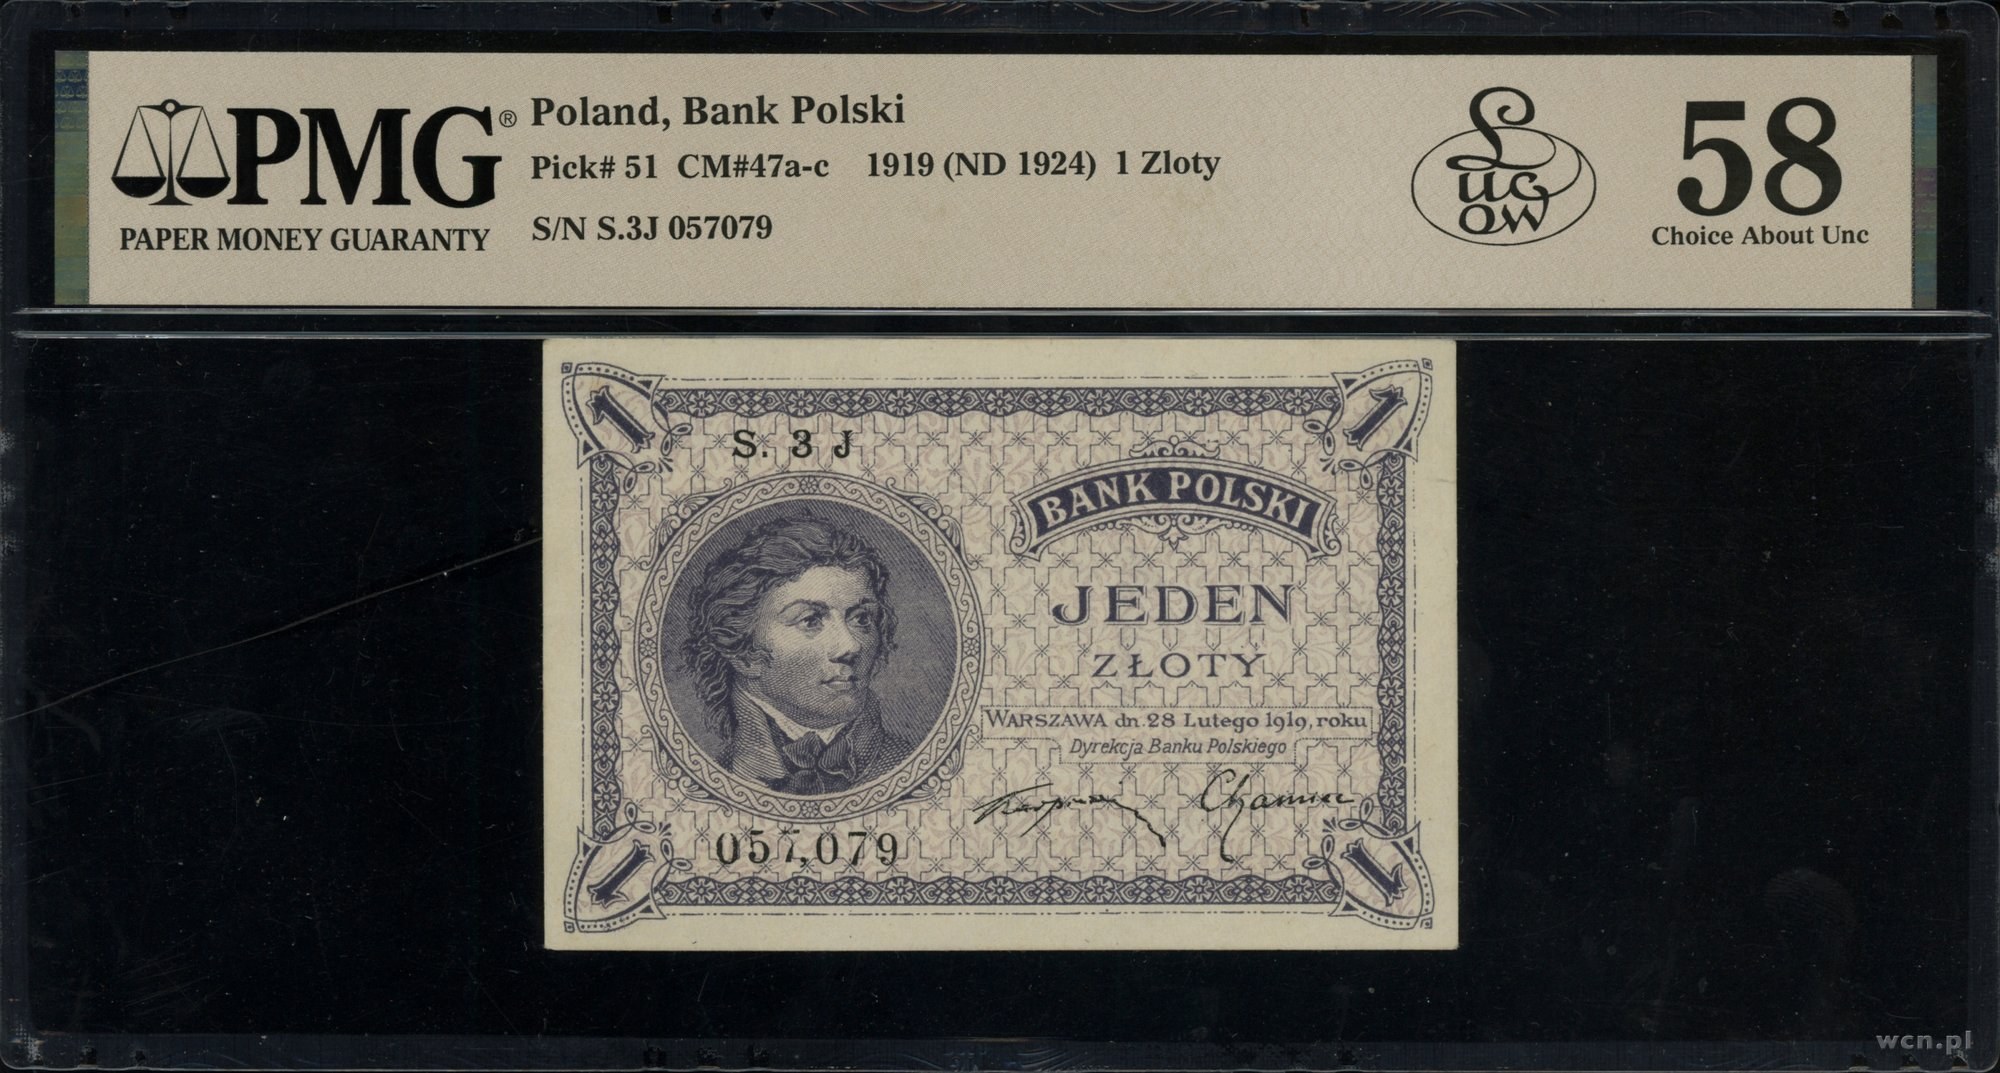 PMG®
PAPER MONEY GUARANTY
Poland, Bank Polski
Pick# 51 CM#47a-c 1919 (ND 1924) 1 Zloty
S/N S.3J 057079
Lucow
58
Choice About Unc
1
1
S. 3 J
BANK POLSKI
JEDEN
ZŁOTY
WARSZAWA dn. 28 Lutego 1919, roku
Dyrekcja Banku Polskiego
057,079
1
1
wcn.pl